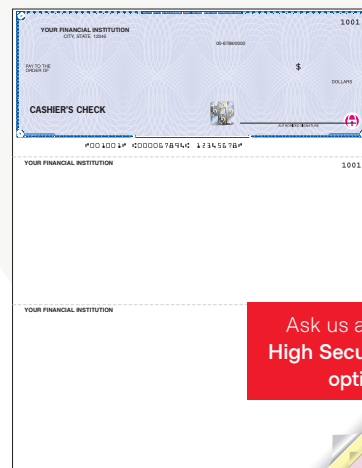 1001
YOUR FINANCIAL INSTITUTION
CITY, STATE 12345
00-6789/0000
PAY TO THE
ORDER OF
$
DOLLARS
CASHIER'S CHECK
AUTHORIZED SIGNATURE
⑈001001⑈ ⑆000067894⑆ 12345678⑈
YOUR FINANCIAL INSTITUTION
1001
YOUR FINANCIAL INSTITUTION
Ask us a
High Secu
opti